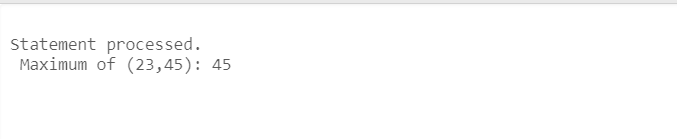 Statement processed.
Maximum of (23,45): 45